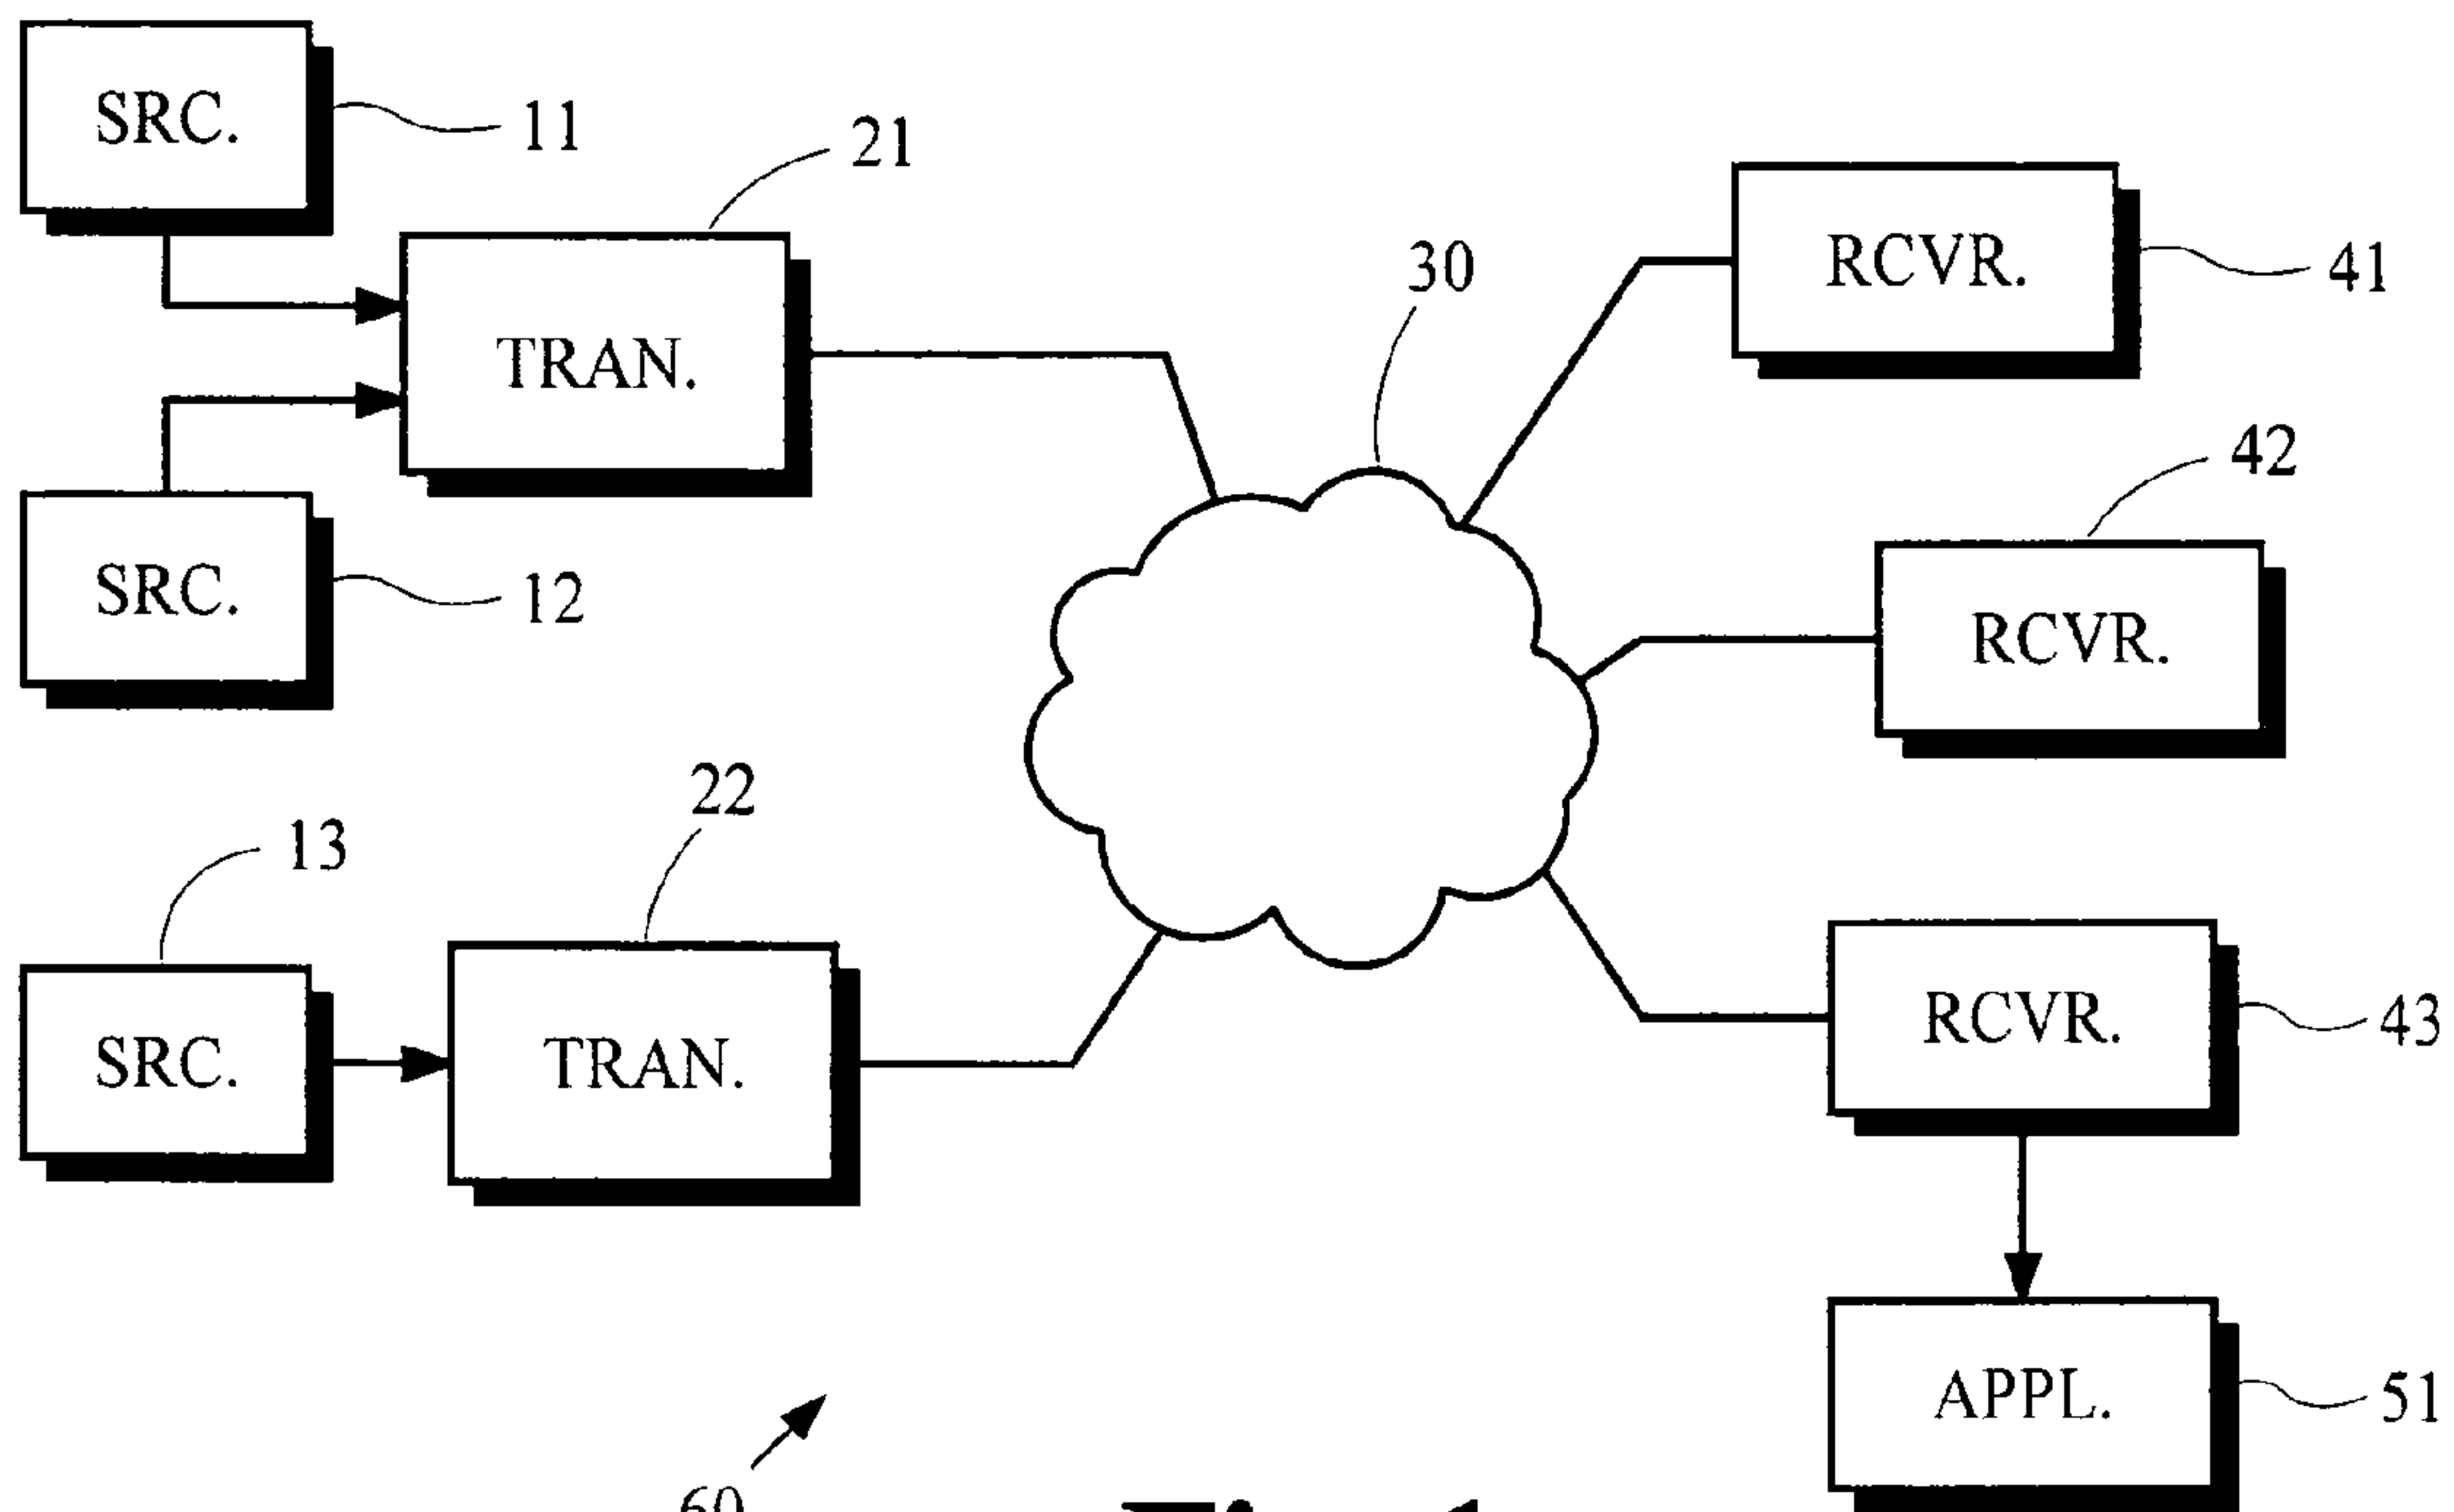 SRC.
11
21
TRAN.
30
RCVR.
41
SRC.
12
42
RCVR.
13
22
SRC.
TRAN.
RCVR.
43
APPL.
51
60